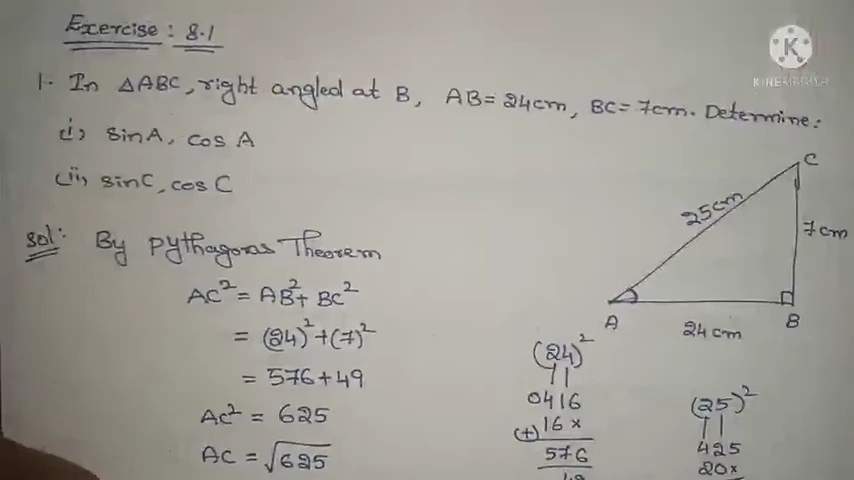 Exercise : 8.1
1. In ΔABC, right angled at B, AB = 24cm, BC = 7cm. Determine:
(i) sinA, cos A
(ii) sinC, cos C
Sol: By Pythagoras Theorem
AC² = AB² + BC²
= (24)² + (7)²
= 576 + 49
AC² = 625
AC = √625
C
25cm
7cm
A
24cm
B
(24)²
0416
(+) 16 ×
576
(25)²
425
20×
K
KINEMASTER